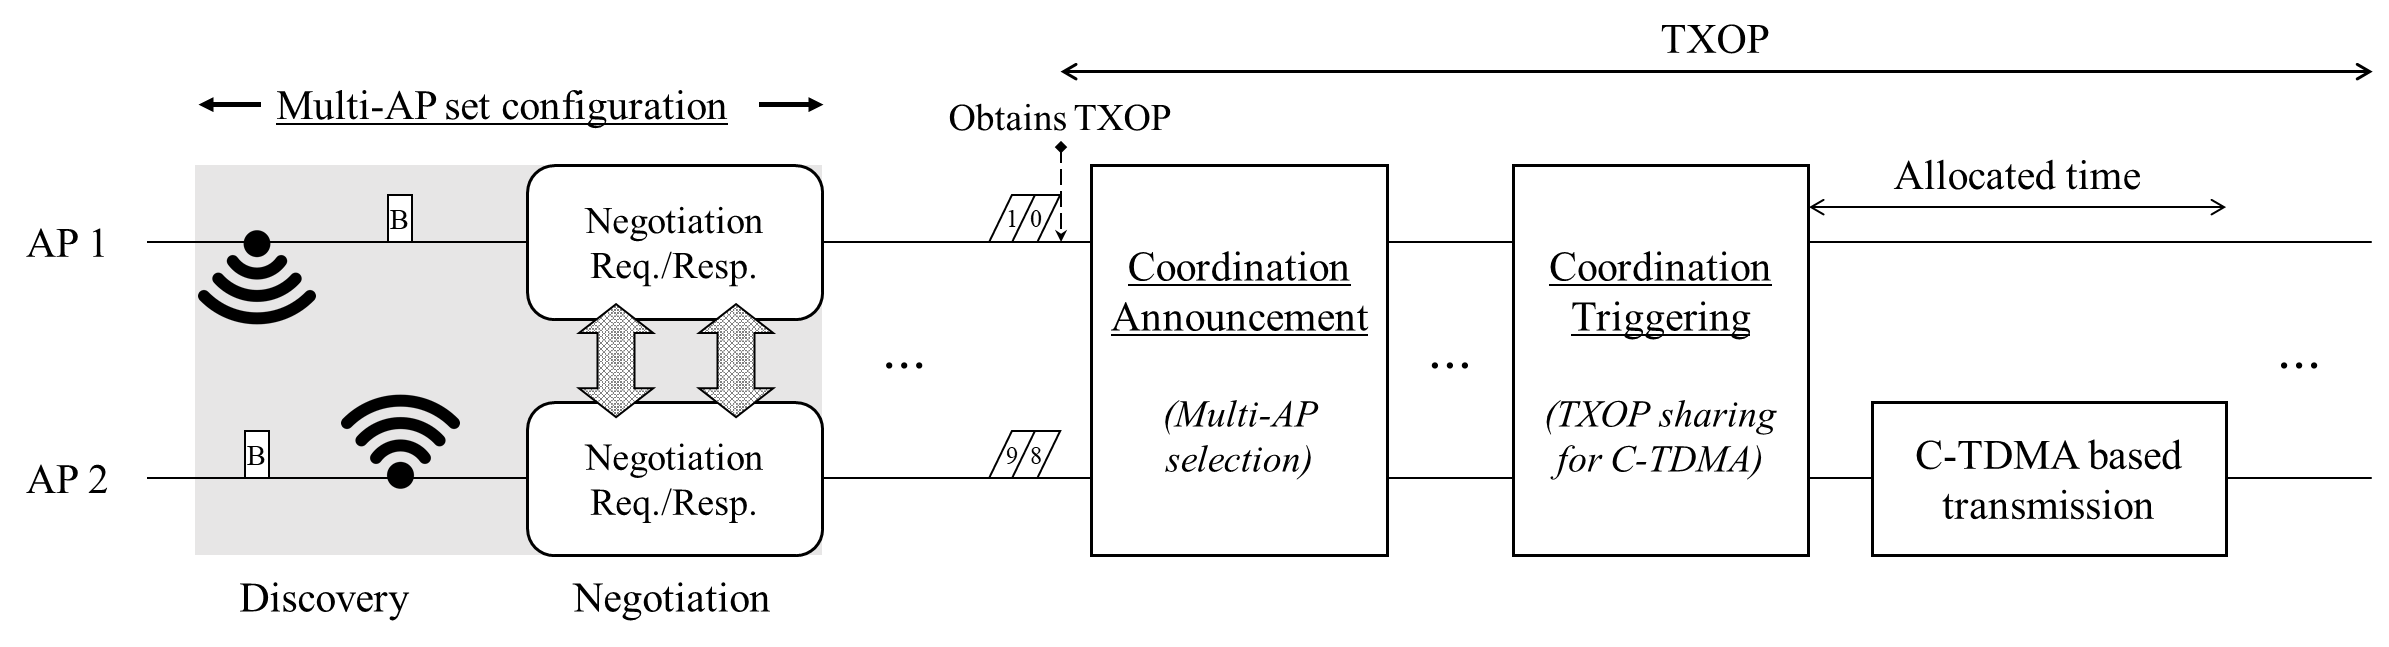 TXOP
Multi-AP set configuration
Obtains TXOP
Allocated time
AP 1
B
Negotiation
Req./Resp.
1 0
Coordination
Announcement
(Multi-AP
selection)
Coordination
Triggering
(TXOP sharing
for C-TDMA)
...
...
...
AP 2
B
Negotiation
Req./Resp.
9 8
C-TDMA based
transmission
Discovery
Negotiation